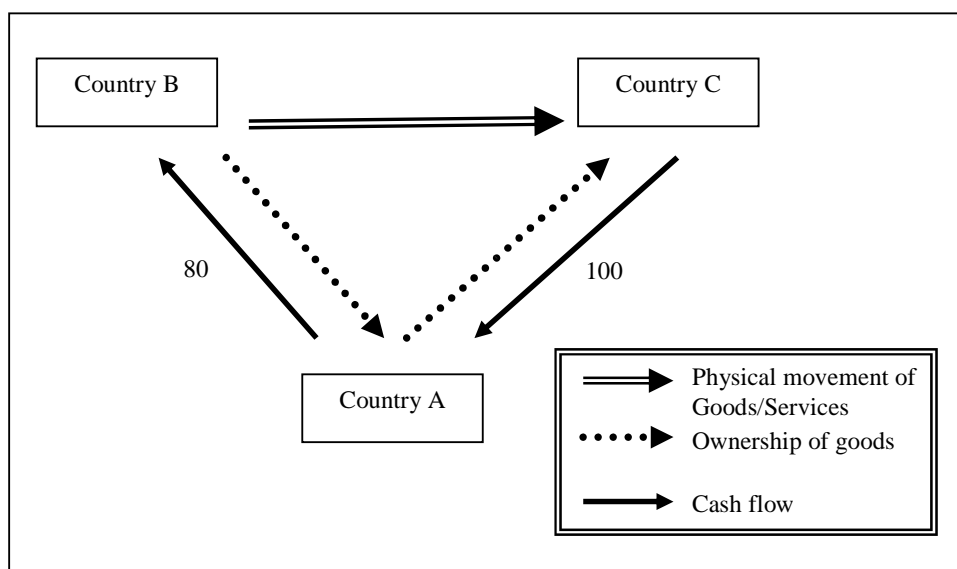 Country B
Country C
80
100
Country A
Physical movement of
Goods/Services
Ownership of goods
Cash flow